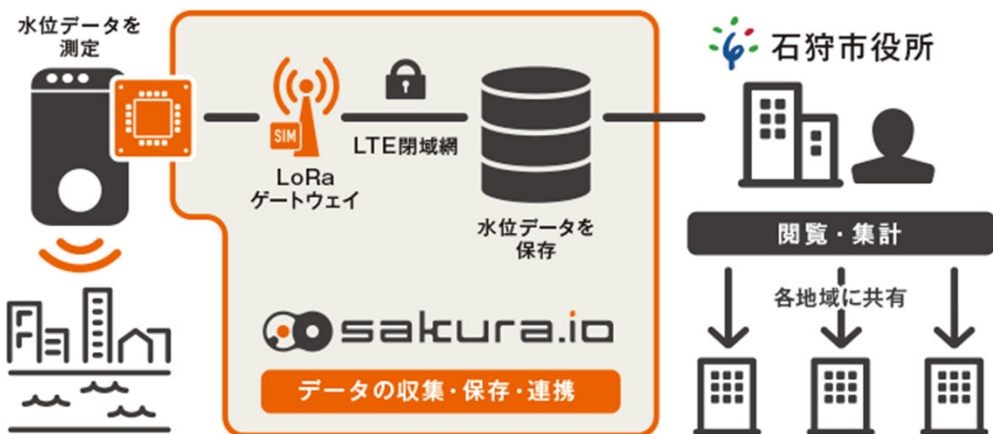 水位データを
測定
SIM
LoRa
ゲートウェイ
LTE閉域網
水位データを
保存
sakura.io
データの収集・保存・連携
石狩市役所
閲覧・集計
各地域に共有